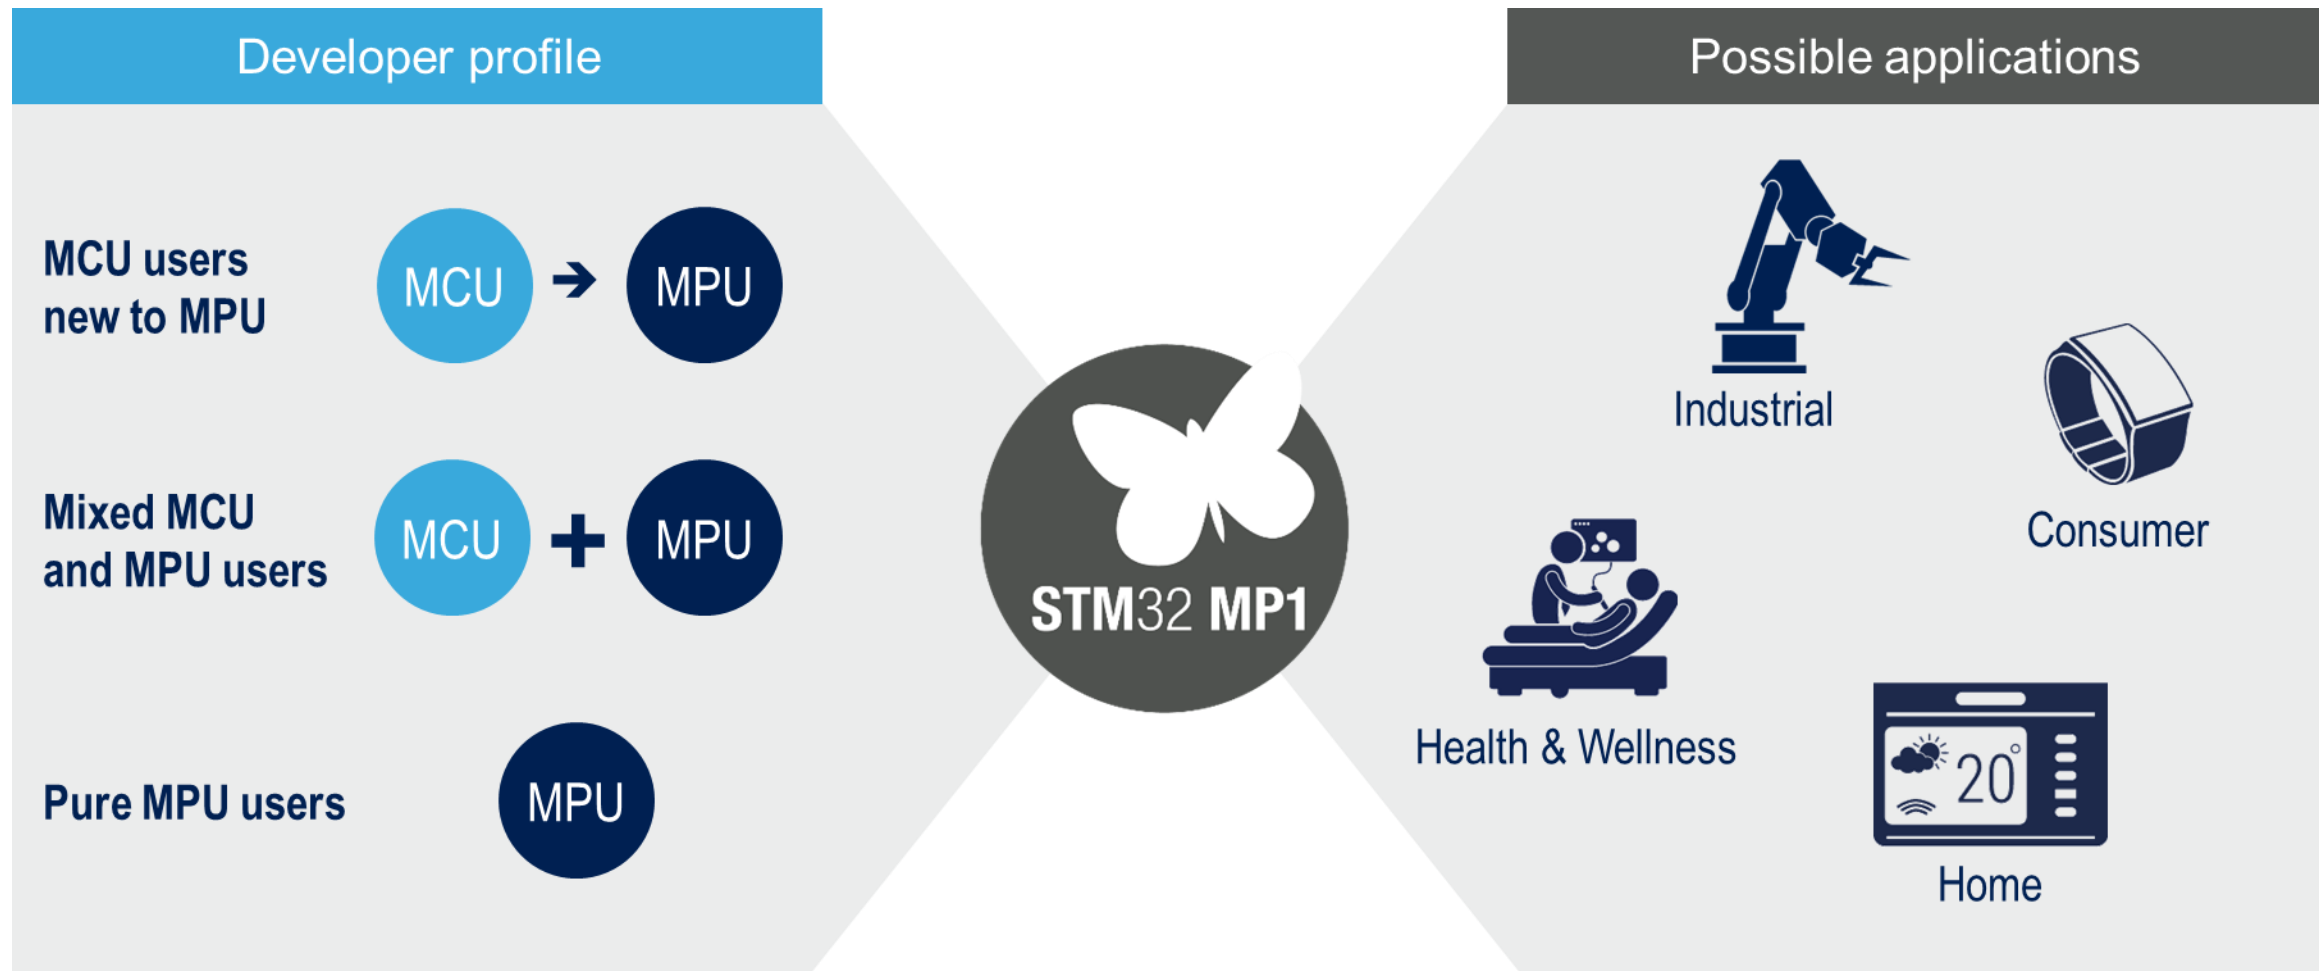 Developer profile
MCU users
new to MPU
MCU
MPU
Mixed MCU
and MPU users
MCU
MPU
Pure MPU users
MPU
STM32 MP1
Possible applications
Industrial
Consumer
Health & Wellness
20°
Home